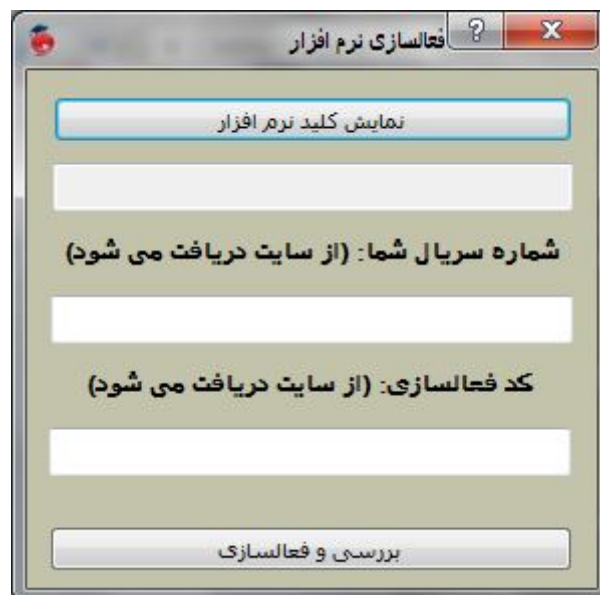 فعالسازی نرم افزار
نمایش کلید نرم افزار
شماره سریال شما: (از سایت دریافت می شود)
کد فعالسازی: (از سایت دریافت می شود)
بررسی و فعالسازی